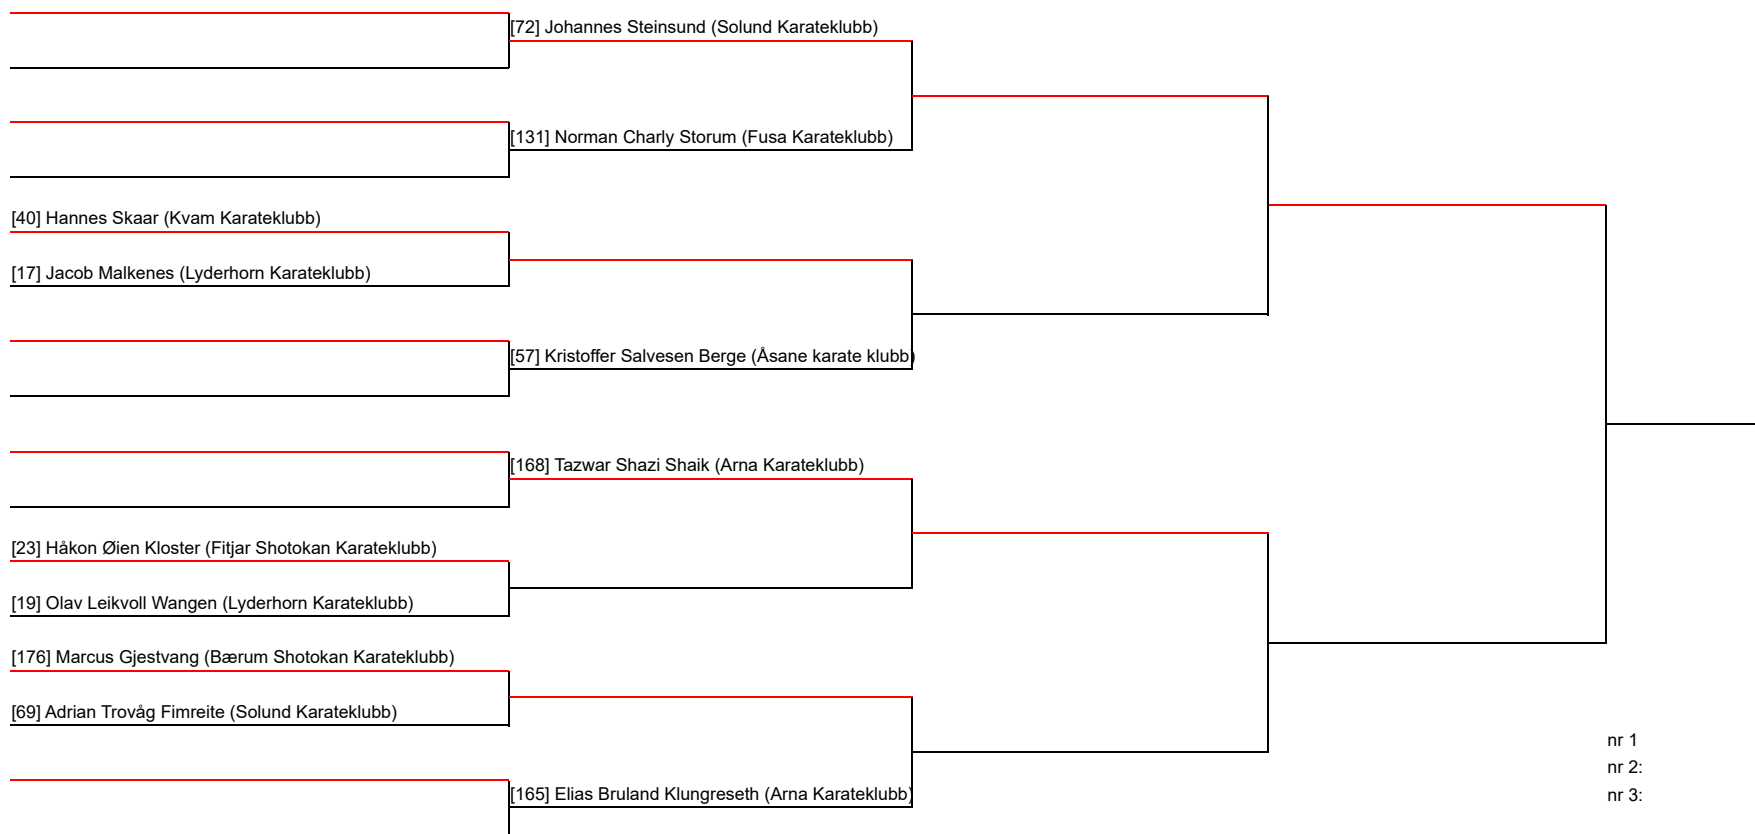 [72] Johannes Steinsund (Solund Karateklubb)
[131] Norman Charly Storum (Fusa Karateklubb)
[40] Hannes Skaar (Kvam Karateklubb)
[17] Jacob Malkenes (Lyderhorn Karateklubb)
[57] Kristoffer Salvesen Berge (Åsane karate klubb)
[168] Tazwar Shazi Shaik (Arna Karateklubb)
[23] Håkon Øien Kloster (Fitjar Shotokan Karateklubb)
[19] Olav Leikvoll Wangen (Lyderhorn Karateklubb)
[176] Marcus Gjestvang (Bærum Shotokan Karateklubb)
[69] Adrian Trovåg Fimreite (Solund Karateklubb)
[165] Elias Bruland Klungreseth (Arna Karateklubb)
nr 1
nr 2:
nr 3: